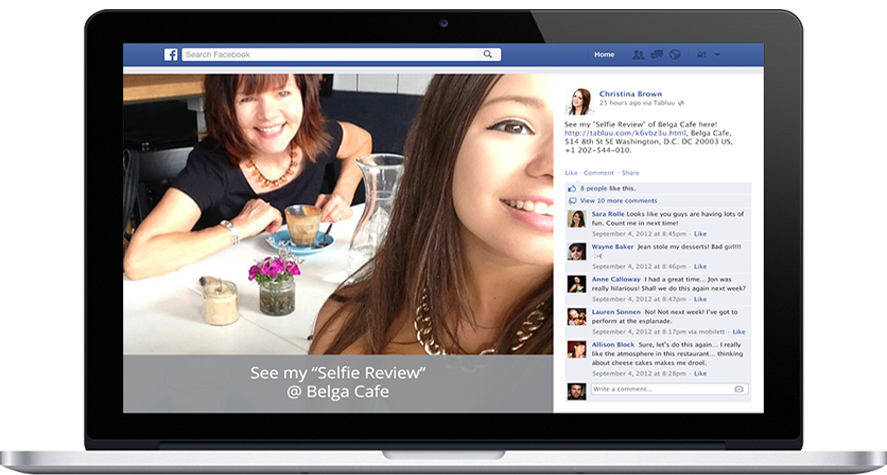 f
Search Facebook
Home
Christina Brown
25 hours ago via Tabluu
See my "Selfie Review" of Belga Cafe here!
http://tabluu.com/k6vbz3u.html, Belga Cafe,
514 8th St SE Washington, D.C. DC 20003 US,
+1 202-544-010.
Like · Comment · Share
8 people like this.
View 10 more comments
Sara Rolle Looks like you guys are having lots of
fun. Count me in next time!
September 4, 2012 at 8:45pm · Like
Wayne Baker Jean stole my desserts! Bad girl!!!
:-(
September 4, 2012 at 8:46pm · Like
Anne Calloway I had a great time... Jon was
really hilarious! Shall we do this again next week?
September 4, 2012 at 8:47pm · Like
Lauren Sonnen No! Not next week! I've got to
perform at the esplanade.
September 4, 2012 at 8:17pm via mobilett · Like
Allison Block Sure, let's do this again... I really
like the atmosphere in this restaurant... thinking
about cheese cakes makes me drool.
September 4, 2012 at 8:28pm · Like
Write a comment...
See my “Selfie Review”
@ Belga Cafe